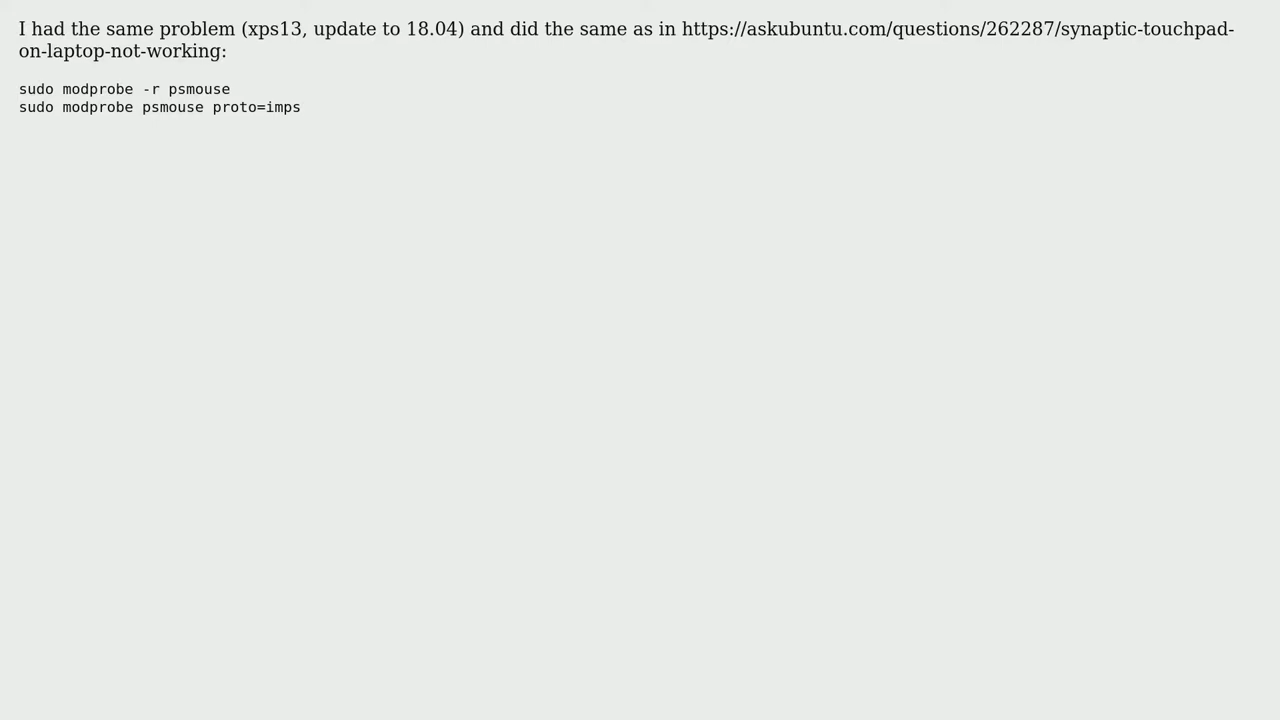 I had the same problem (xps13, update to 18.04) and did the same as in https://askubuntu.com/questions/262287/synaptic-touchpad-
on-laptop-not-working:
sudo modprobe -r psmouse
sudo modprobe psmouse proto=imps